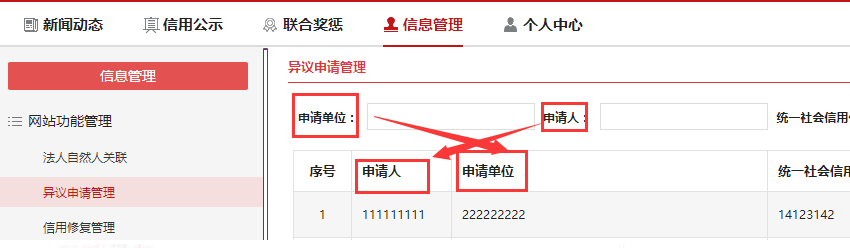 新闻动态 信用公示 联合奖惩 信息管理 个人中心
信息管理
网站功能管理
法人自然人关联
异议申请管理
信用修复管理
异议申请管理
申请单位： 申请人： 统一社会信用
序号 申请人 申请单位 统一社会信用
1 111111111 222222222 14123142